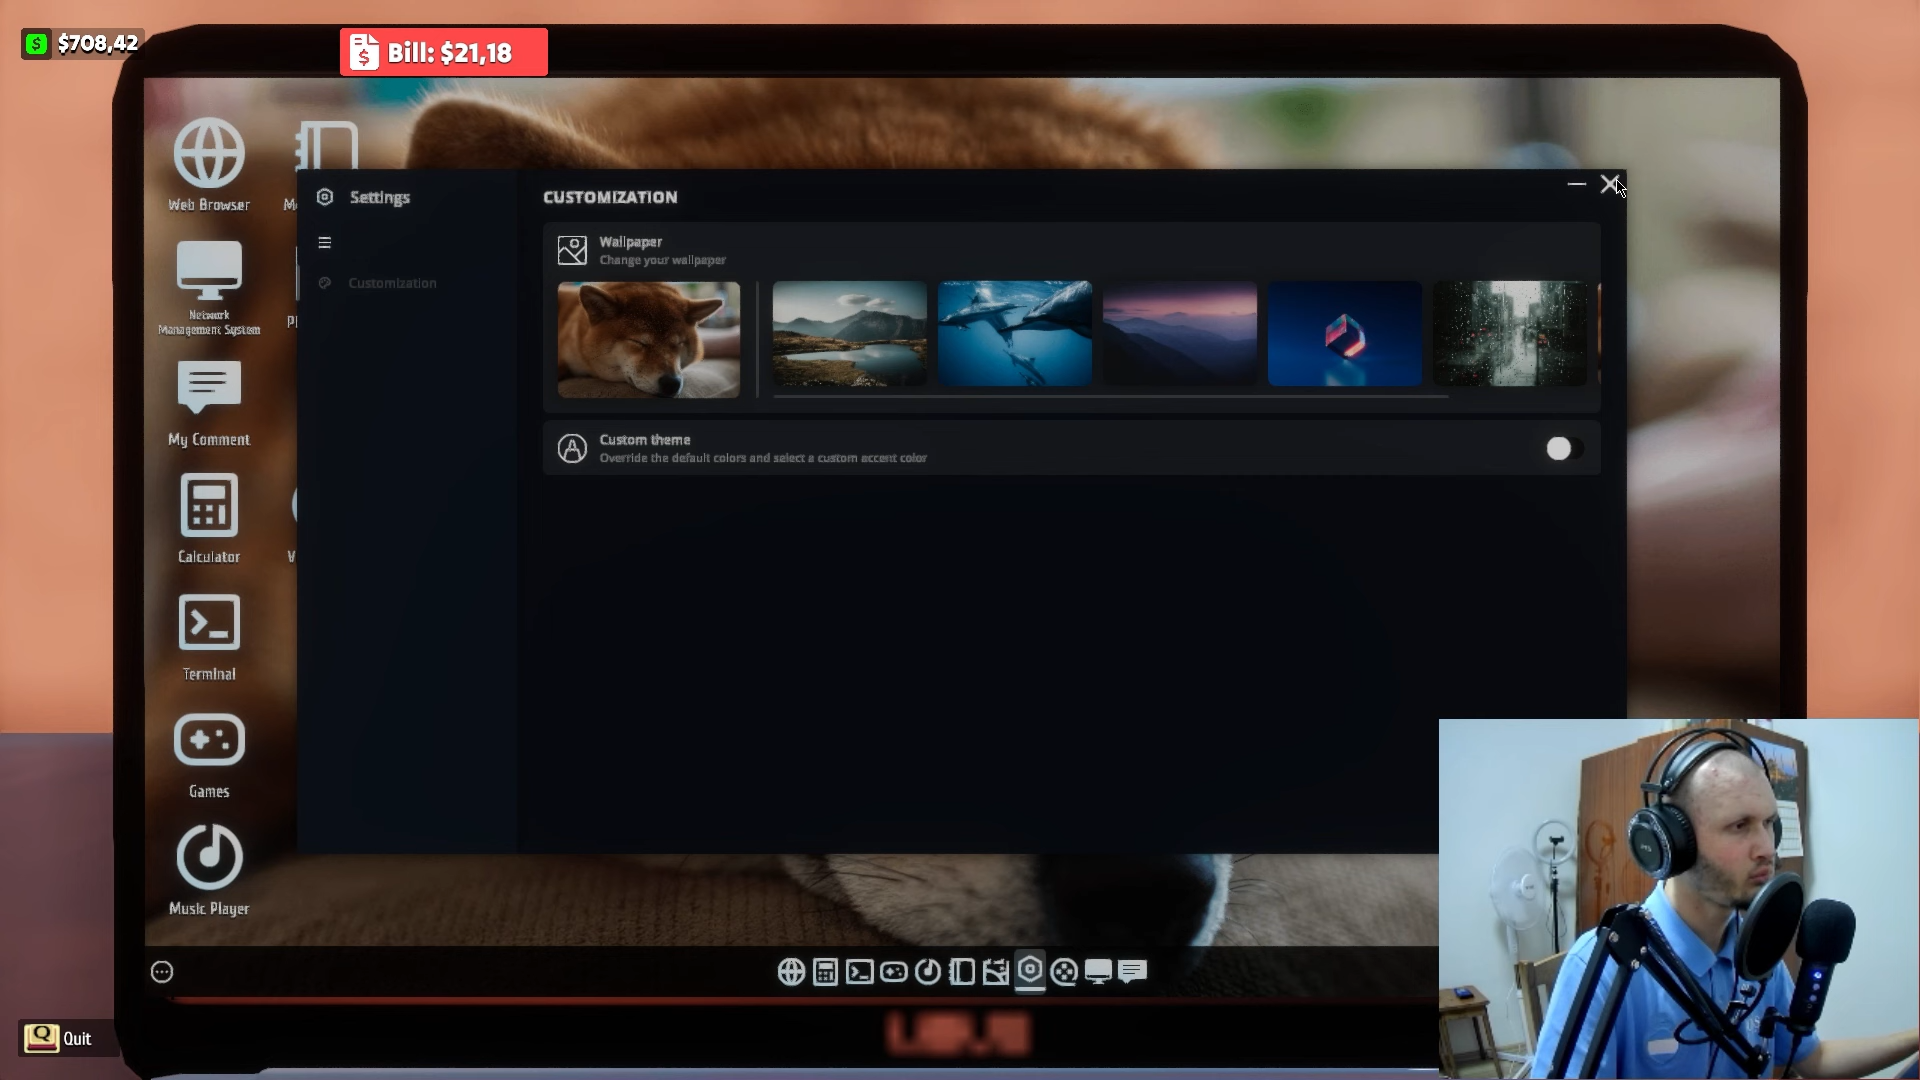 $708,42
Bill: $21,18
Web Browser
Network
Management System
My Comment
Calculator
Terminal
Games
Music Player
Settings
Customization
CUSTOMIZATION
Wallpaper
Change your wallpaper
Custom theme
Override the default colors and select a custom accent color
Q Quit